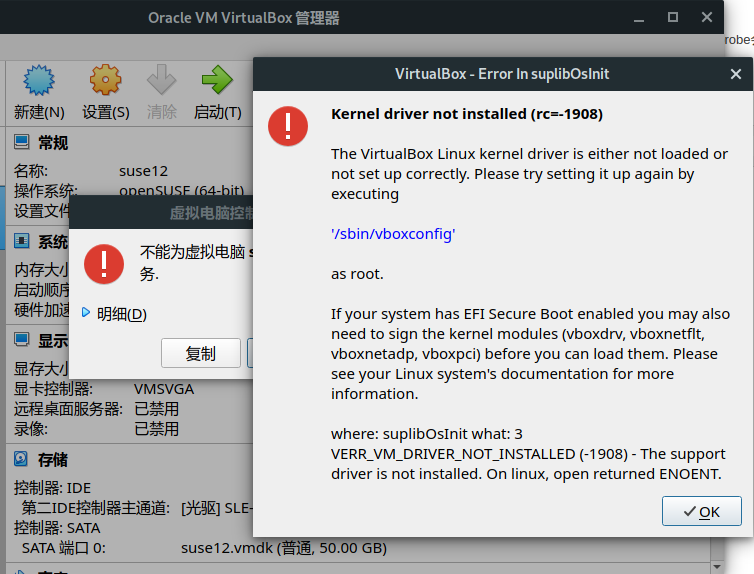 Oracle VM VirtualBox 管理器
robe
新建(N)
设置(S)
清除
启动(T)
常规
名称: suse12
操作系统: openSUSE (64-bit)
设置文件
系统
内存大小
启动顺序
硬件加速
显示
显存大小
显卡控制器: VMSVGA
远程桌面服务器: 已禁用
录像: 已禁用
存储
控制器: IDE
第二IDE控制器主通道: [光驱] SLE-
控制器: SATA
SATA 端口 0: suse12.vmdk (普通, 50.00 GB)
虚拟电脑控制
不能为虚拟电脑 s
务.
明细(D)
复制
VirtualBox - Error In suplibOsInit
Kernel driver not installed (rc=-1908)
The VirtualBox Linux kernel driver is either not loaded or
not set up correctly. Please try setting it up again by
executing
'/sbin/vboxconfig'
as root.
If your system has EFI Secure Boot enabled you may also
need to sign the kernel modules (vboxdrv, vboxnetflt,
vboxnetadp, vboxpci) before you can load them. Please
see your Linux system's documentation for more
information.
where: suplibOsInit what: 3
VERR_VM_DRIVER_NOT_INSTALLED (-1908) - The support
driver is not installed. On linux, open returned ENOENT.
OK